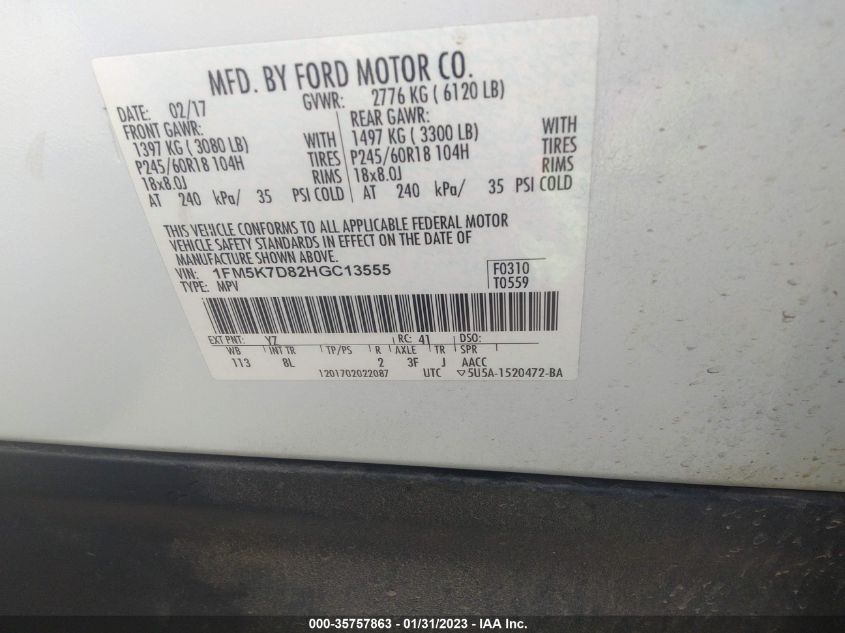 MFD. BY FORD MOTOR CO.
DATE: 02/17 GVWR: 2776 KG ( 6120 LB)
FRONT GAWR: REAR GAWR:
1397 KG ( 3080 LB) WITH 1497 KG ( 3300 LB) WITH
P245/60R18 104H TIRES P245/60R18 104H TIRES
18x8.0J RIMS 18x8.0J RIMS
AT 240 kPa/ 35 PSI COLD AT 240 kPa/ 35 PSI COLD
THIS VEHICLE CONFORMS TO ALL APPLICABLE FEDERAL MOTOR
VEHICLE SAFETY STANDARDS IN EFFECT ON THE DATE OF
MANUFACTURE SHOWN ABOVE.
VIN: 1FM5K7D82HGC13555 F0310
TYPE: MPV T0559
EXT PNT: YZ RC: 41 DSO:
WB INT TR TP/PS R AXLE TR SPR
113 8L 2 3F J AACC
1201702022087 UTC ▽5U5A-1520472-BA
000-35757863 - 01/31/2023 - IAA Inc.